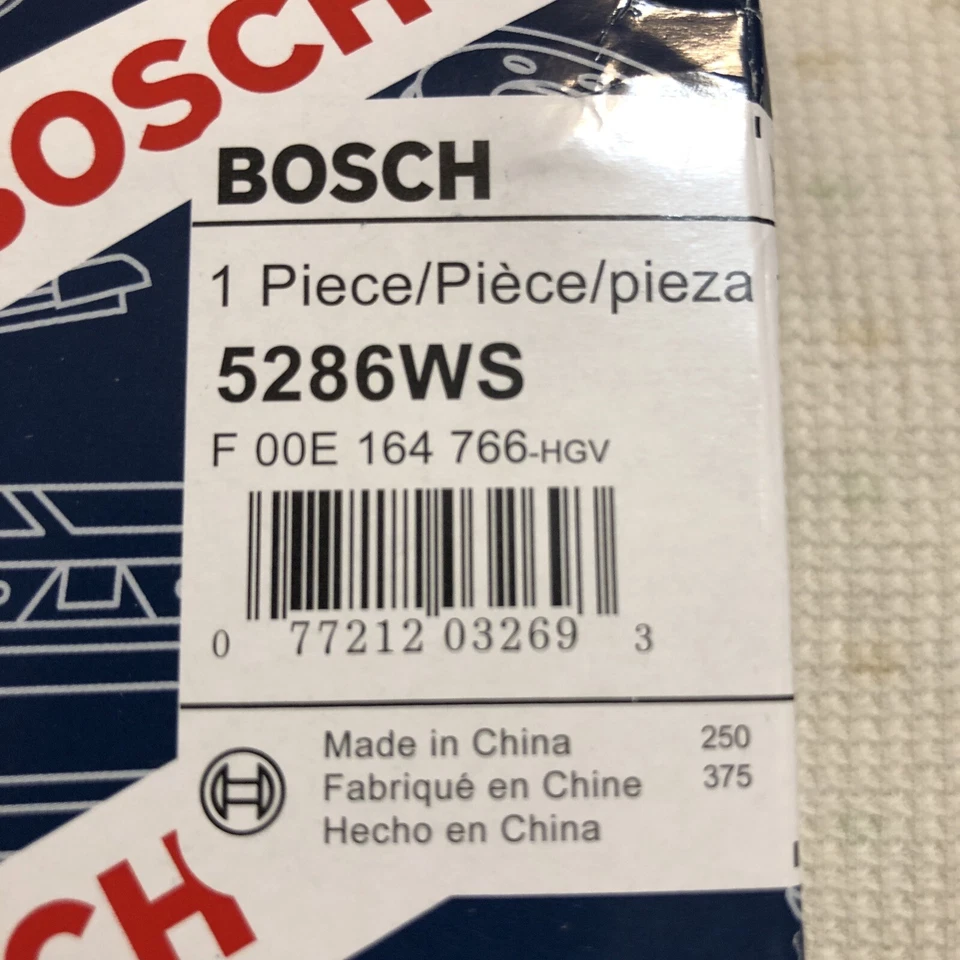 BOSCH
BOSCH
1 Piece/Pièce/pieza
5286WS
F 00E 164 766-HGV
0 77212 03269 3
Made in China 250
Fabriqué en Chine 375
Hecho en China
CH